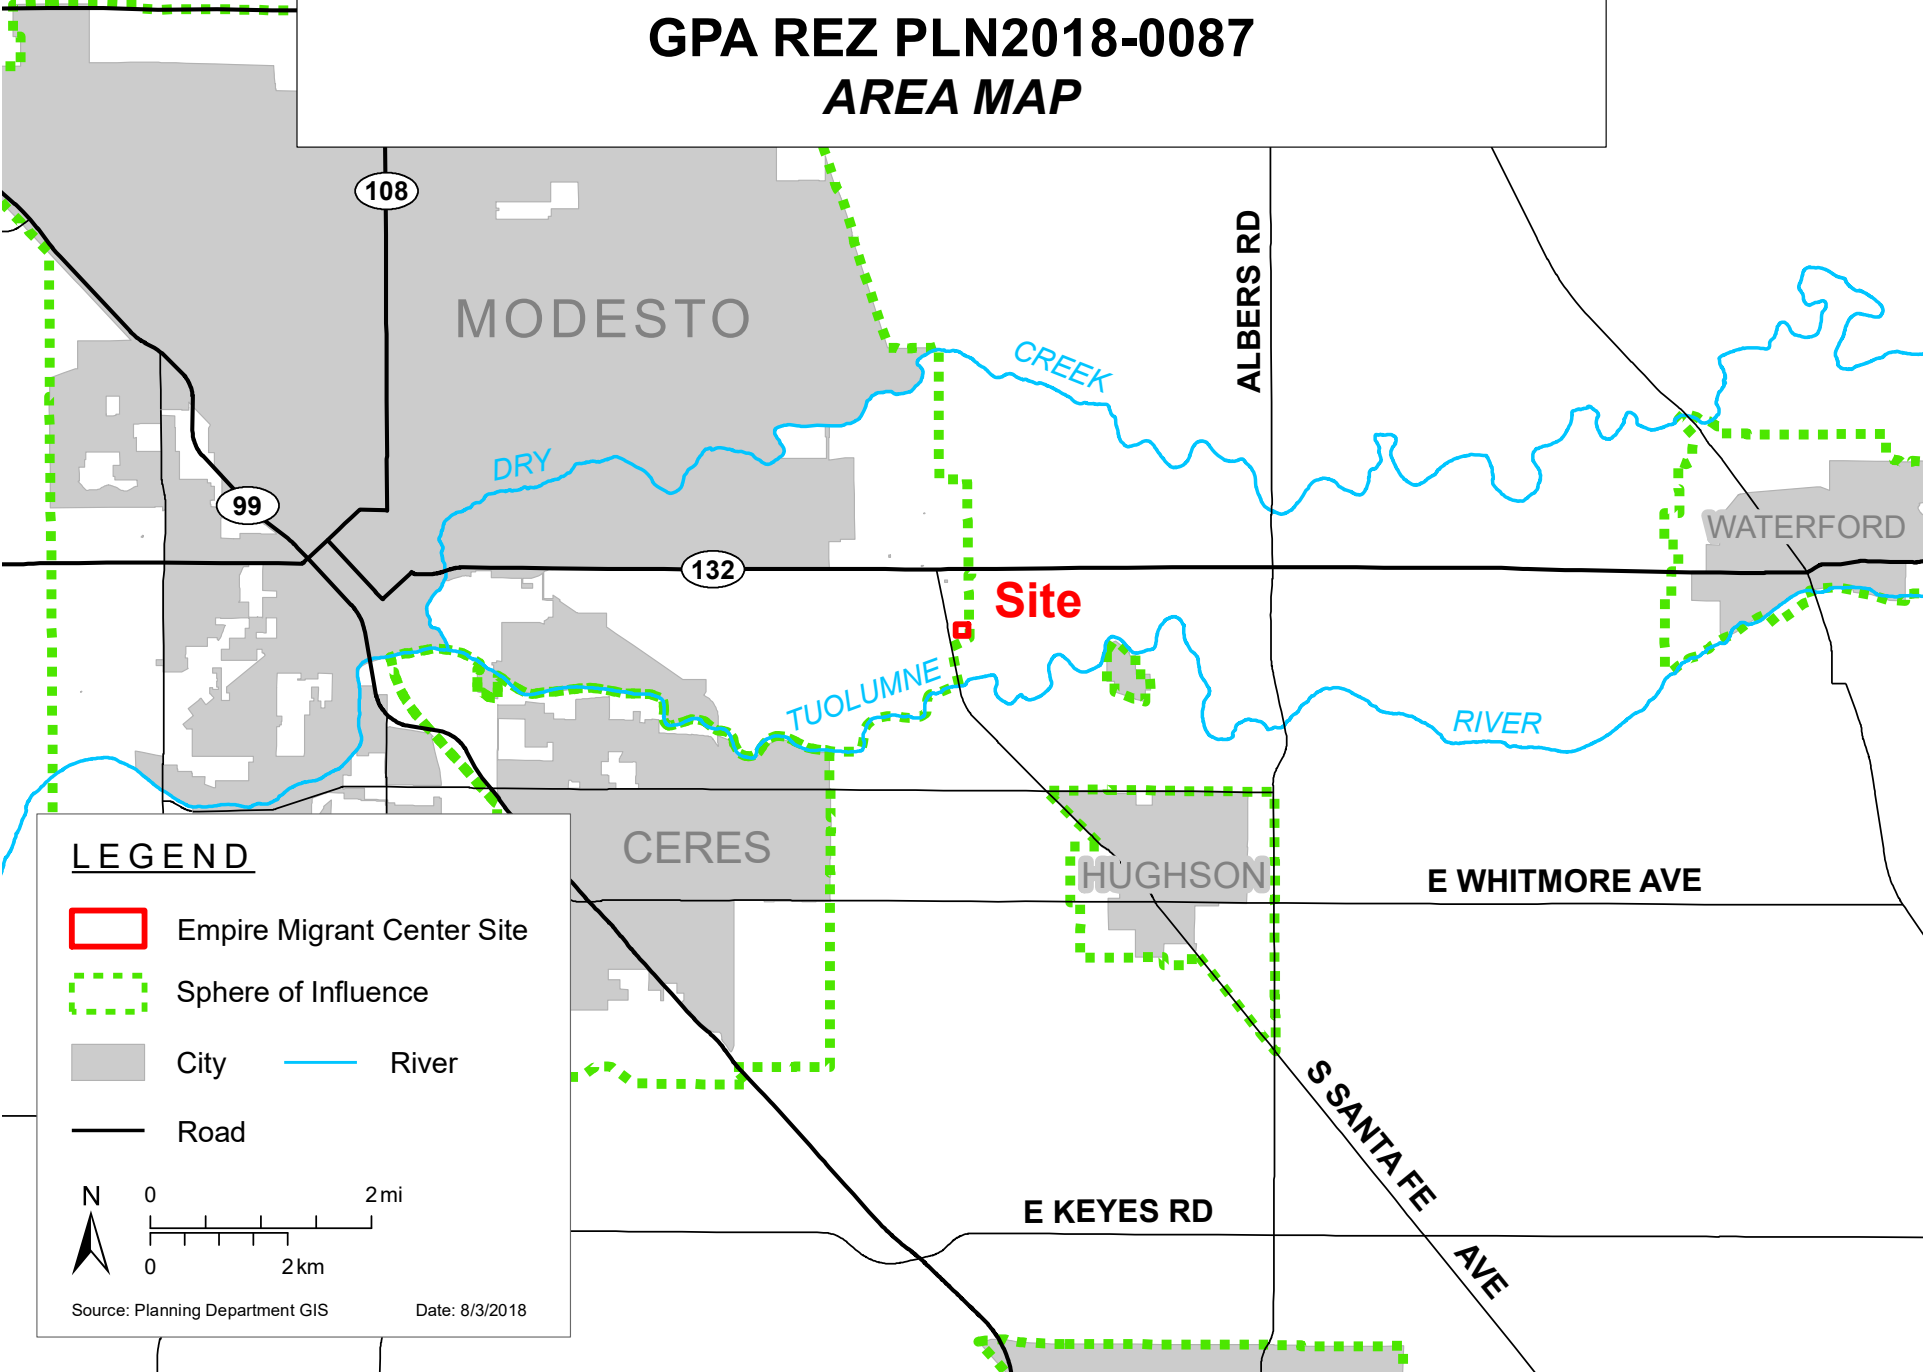 GPA REZ PLN2018-0087
AREA MAP
108
ALBERS RD
MODESTO
CREEK
DRY
99
WATERFORD
132
Site
TUOLUMNE
RIVER
CERES
HUGHSON
E WHITMORE AVE
S SANTA FE AVE
E KEYES RD
LEGEND
Empire Migrant Center Site
Sphere of Influence
City
River
Road
N
0 2 mi
0 2 km
Source: Planning Department GIS Date: 8/3/2018